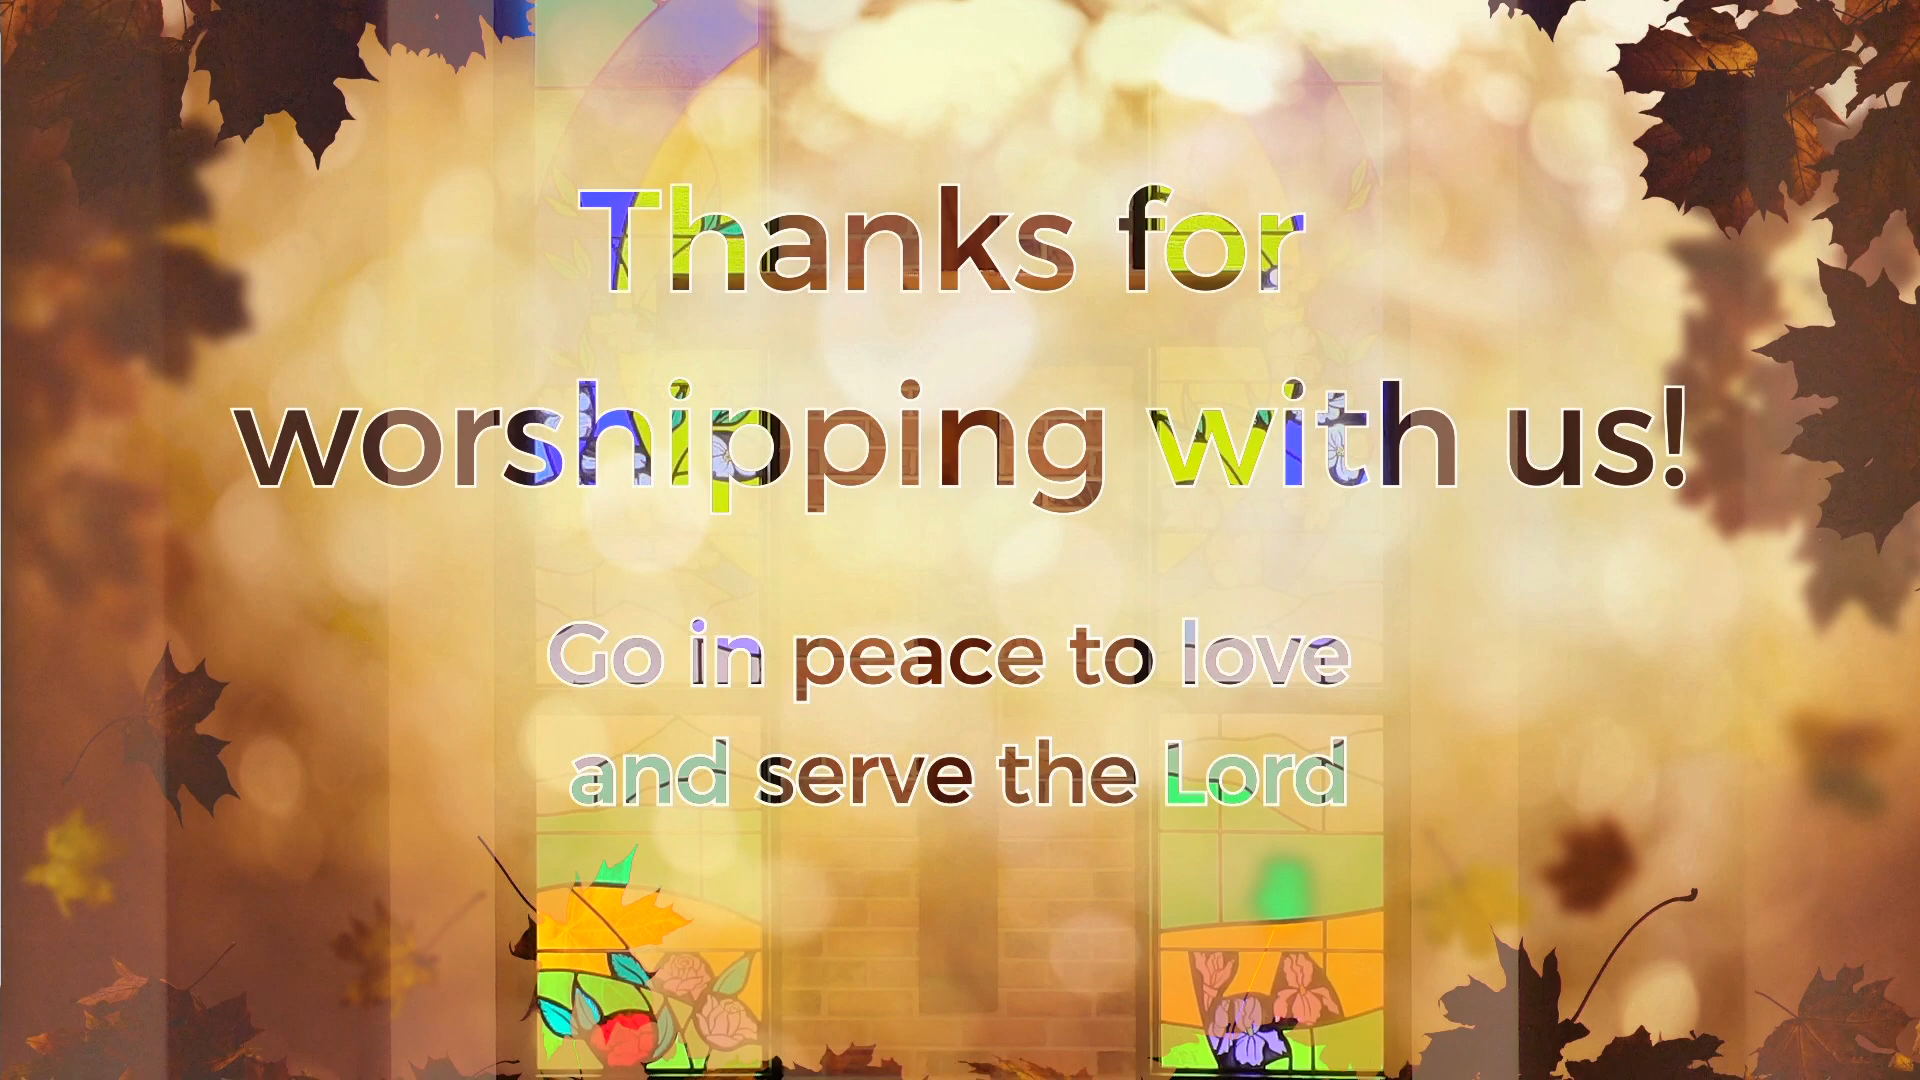 Thanks for
worshipping with us!
Go in peace to love
and serve the Lord